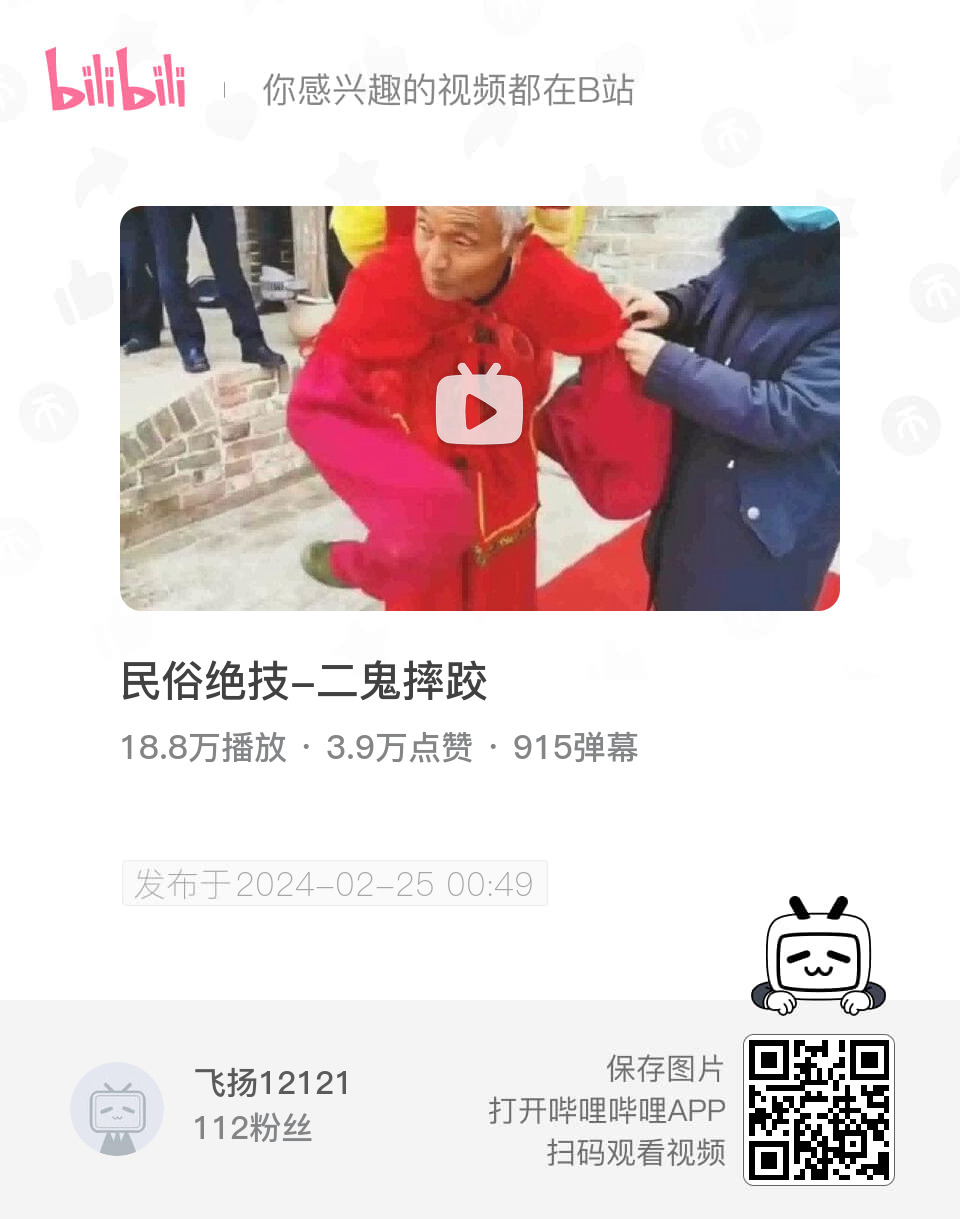 bilibili
你感兴趣的视频都在B站
民俗绝技-二鬼摔跤
18.8万播放 · 3.9万点赞 · 915弹幕
发布于2024-02-25 00:49
飞扬12121
112粉丝
保存图片
打开哔哩哔哩APP
扫码观看视频